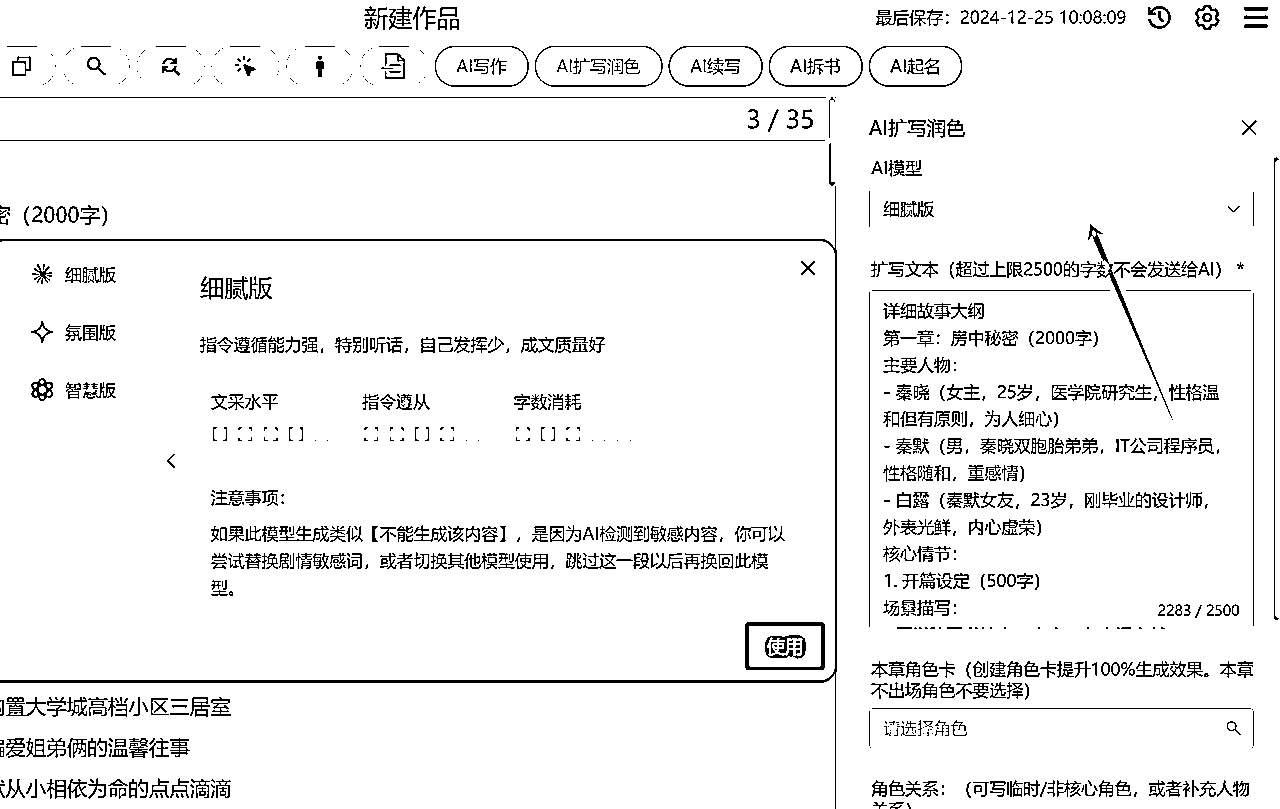 新建作品
最后保存：2024-12-25 10:08:09
AI写作
AI扩写润色
AI续写
AI拆书
AI起名
3 / 35
密（2000字）
细腻版
氛围版
智慧版
细腻版
指令遵循能力强，特别听话，自己发挥少，成文质量好
文采水平
指令遵从
字数消耗
注意事项：
如果此模型生成类似【不能生成该内容】，是因为AI检测到敏感内容，你可以
尝试替换剧情敏感词，或者切换其他模型使用，跳过这一段以后再换回此模
型。
使用
置大学城高档小区三居室
爱姐弟俩的温馨往事
从小相依为命的点点滴滴
AI扩写润色
AI模型
细腻版
扩写文本（超过上限2500的字数不会发送给AI） *
详细故事大纲
第一章：房中秘密（2000字）
主要人物：
- 秦晓（女主，25岁，医学院研究生，性格温
和但有原则，为人细心）
- 秦默（男，秦晓双胞胎弟弟，IT公司程序员，
性格随和，重感情）
- 白露（秦默女友，23岁，刚毕业的设计师，
外表光鲜，内心虚荣）
核心情节：
1. 开篇设定（500字）
场景描写：
2283 / 2500
本章角色卡（创建角色卡提升100%生成效果。本章
不出场角色不要选择）
请选择角色
角色关系：（可写临时/非核心角色，或者补充人物
关系）